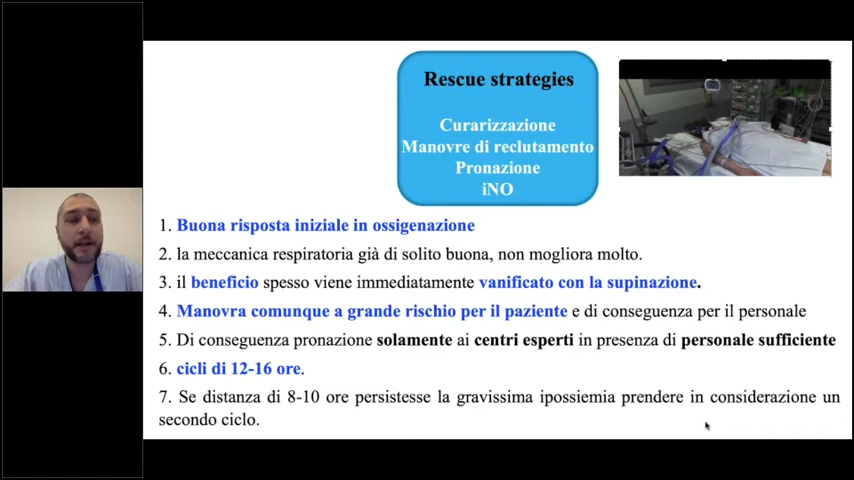 Rescue strategies
Curarizzazione
Manovre di reclutamento
Pronazione
iNO
1. Buona risposta iniziale in ossigenazione
2. la meccanica respiratoria già di solito buona, non mogliora molto.
3. il beneficio spesso viene immediatamente vanificato con la supinazione.
4. Manovra comunque a grande rischio per il paziente e di conseguenza per il personale
5. Di conseguenza pronazione solamente ai centri esperti in presenza di personale sufficiente
6. cicli di 12-16 ore.
7. Se distanza di 8-10 ore persistesse la gravissima ipossiemia prendere in considerazione un
secondo ciclo.